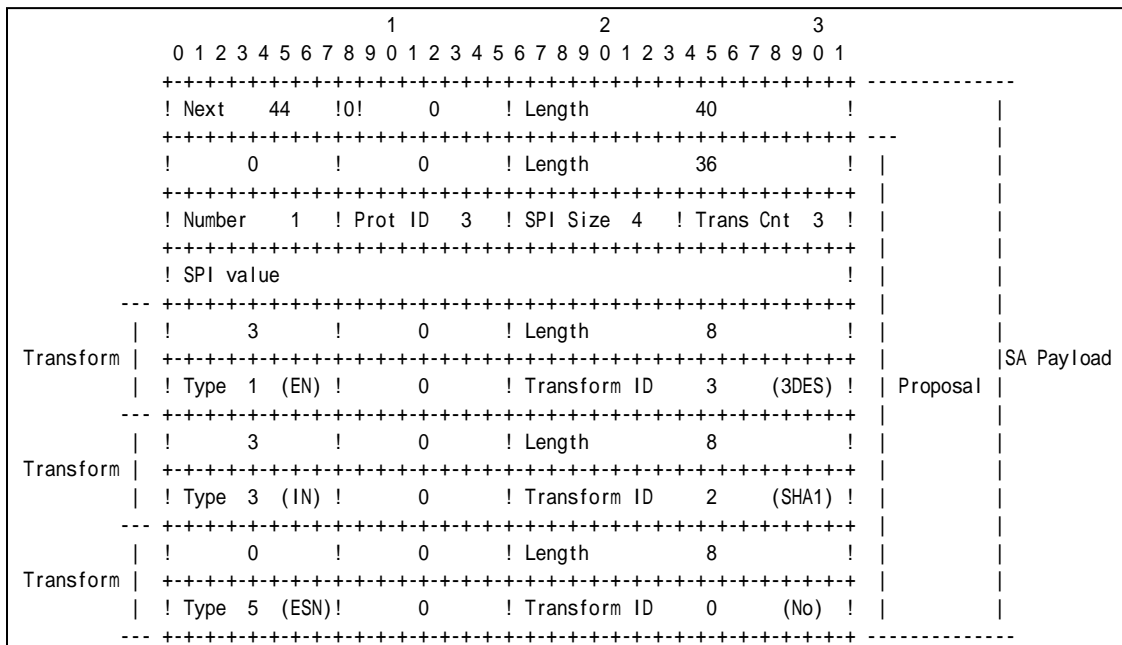 1                   2                   3
              0 1 2 3 4 5 6 7 8 9 0 1 2 3 4 5 6 7 8 9 0 1 2 3 4 5 6 7 8 9 0 1
             +-+-+-+-+-+-+-+-+-+-+-+-+-+-+-+-+-+-+-+-+-+-+-+-+-+-+-+-+-+-+-+-+ --------------
             ! Next    44    !0!      0      ! Length          40            !              |
             +-+-+-+-+-+-+-+-+-+-+-+-+-+-+-+-+-+-+-+-+-+-+-+-+-+-+-+-+-+-+-+-+ ---          |
             !       0       !       0       ! Length          36            !  |           |
             +-+-+-+-+-+-+-+-+-+-+-+-+-+-+-+-+-+-+-+-+-+-+-+-+-+-+-+-+-+-+-+-+  |           |
             ! Number    1   ! Prot ID   3   ! SPI Size  4   ! Trans Cnt  3  !  |           |
             +-+-+-+-+-+-+-+-+-+-+-+-+-+-+-+-+-+-+-+-+-+-+-+-+-+-+-+-+-+-+-+-+  |           |
             ! SPI value                                                     !  |           |
         --- +-+-+-+-+-+-+-+-+-+-+-+-+-+-+-+-+-+-+-+-+-+-+-+-+-+-+-+-+-+-+-+-+  |           |
          |  !       3       !       0       ! Length          8             !  |           |
Transform |  +-+-+-+-+-+-+-+-+-+-+-+-+-+-+-+-+-+-+-+-+-+-+-+-+-+-+-+-+-+-+-+-+  |           |SA Payload
          |  ! Type  1  (EN) !       0       ! Transform ID    3     (3DES)  !  | Proposal  |
         --- +-+-+-+-+-+-+-+-+-+-+-+-+-+-+-+-+-+-+-+-+-+-+-+-+-+-+-+-+-+-+-+-+  |           |
          |  !       3       !       0       ! Length          8             !  |           |
Transform |  +-+-+-+-+-+-+-+-+-+-+-+-+-+-+-+-+-+-+-+-+-+-+-+-+-+-+-+-+-+-+-+-+  |           |
          |  ! Type  3  (IN) !       0       ! Transform ID    2     (SHA1)  !  |           |
         --- +-+-+-+-+-+-+-+-+-+-+-+-+-+-+-+-+-+-+-+-+-+-+-+-+-+-+-+-+-+-+-+-+  |           |
          |  !       0       !       0       ! Length          8             !  |           |
Transform |  +-+-+-+-+-+-+-+-+-+-+-+-+-+-+-+-+-+-+-+-+-+-+-+-+-+-+-+-+-+-+-+-+  |           |
          |  ! Type  5  (ESN)!       0       ! Transform ID    0      (No)   !  |           |
         --- +-+-+-+-+-+-+-+-+-+-+-+-+-+-+-+-+-+-+-+-+-+-+-+-+-+-+-+-+-+-+-+-+ --------------